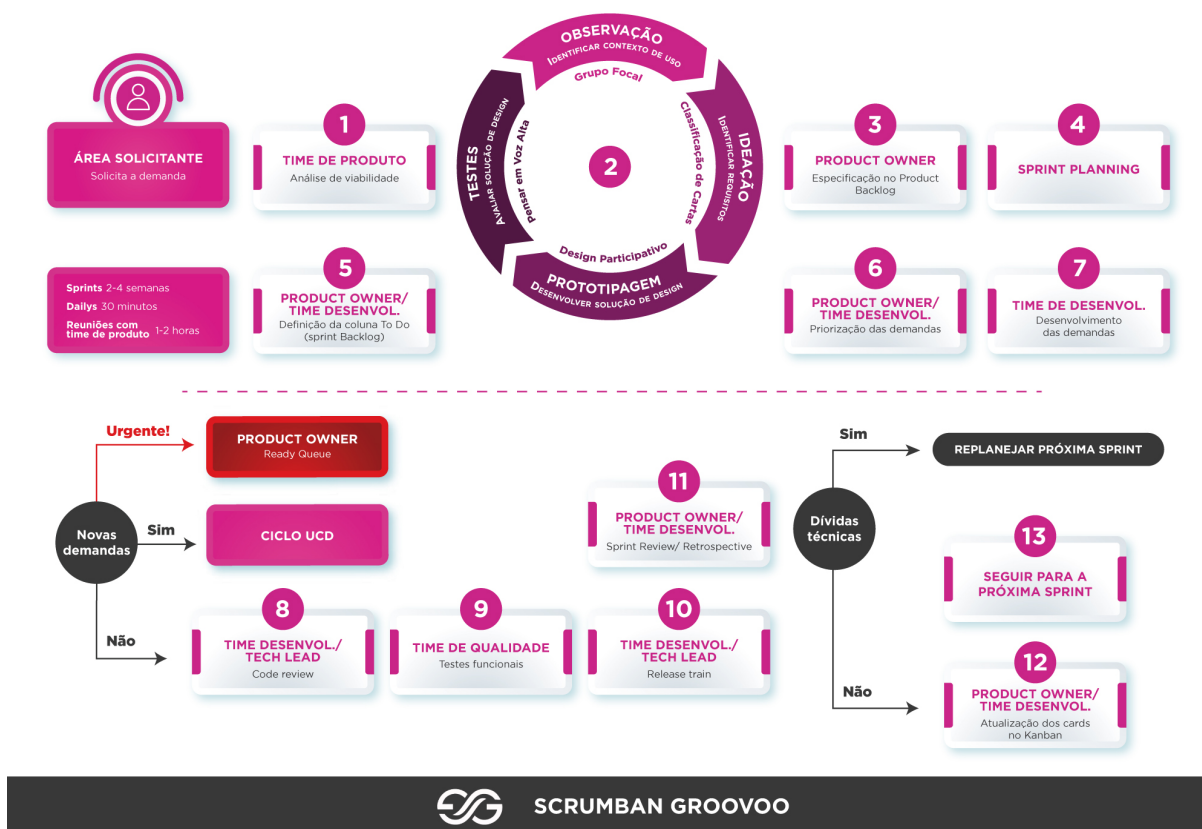 ÁREA SOLICITANTE
Solicita a demanda
1
TIME DE PRODUTO
Análise de viabilidade
OBSERVAÇÃO
IDENTIFICAR CONTEXTO DE USO
Grupo Focal
IDEAÇÃO
IDENTIFICAR REQUISITOS
Classificação de Cartas
PROTOTIPAGEM
DESENVOLVER SOLUÇÃO DE DESIGN
Design Participativo
TESTES
AVALIAR SOLUÇÃO DE DESIGN
Pensar em Voz Alta
2
3
PRODUCT OWNER
Especificação no Product
Backlog
4
SPRINT PLANNING
Sprints 2-4 semanas
Dailys 30 minutos
Reuniões com
time de produto 1-2 horas
5
PRODUCT OWNER/
TIME DESENVOL.
Definição da coluna To Do
(sprint Backlog)
6
PRODUCT OWNER/
TIME DESENVOL.
Priorização das demandas
7
TIME DE DESENVOL.
Desenvolvimento
das demandas
Novas
demandas
Urgente!
PRODUCT OWNER
Ready Queue
Sim
CICLO UCD
Não
8
TIME DESENVOL./
TECH LEAD
Code review
9
TIME DE QUALIDADE
Testes funcionais
10
TIME DESENVOL./
TECH LEAD
Release train
11
PRODUCT OWNER/
TIME DESENVOL.
Sprint Review/ Retrospective
Dívidas
técnicas
Sim
REPLANEJAR PRÓXIMA SPRINT
13
SEGUIR PARA A
PRÓXIMA SPRINT
Não
12
PRODUCT OWNER/
TIME DESENVOL.
Atualização dos cards
no Kanban
SCRUMBAN GROOVOO